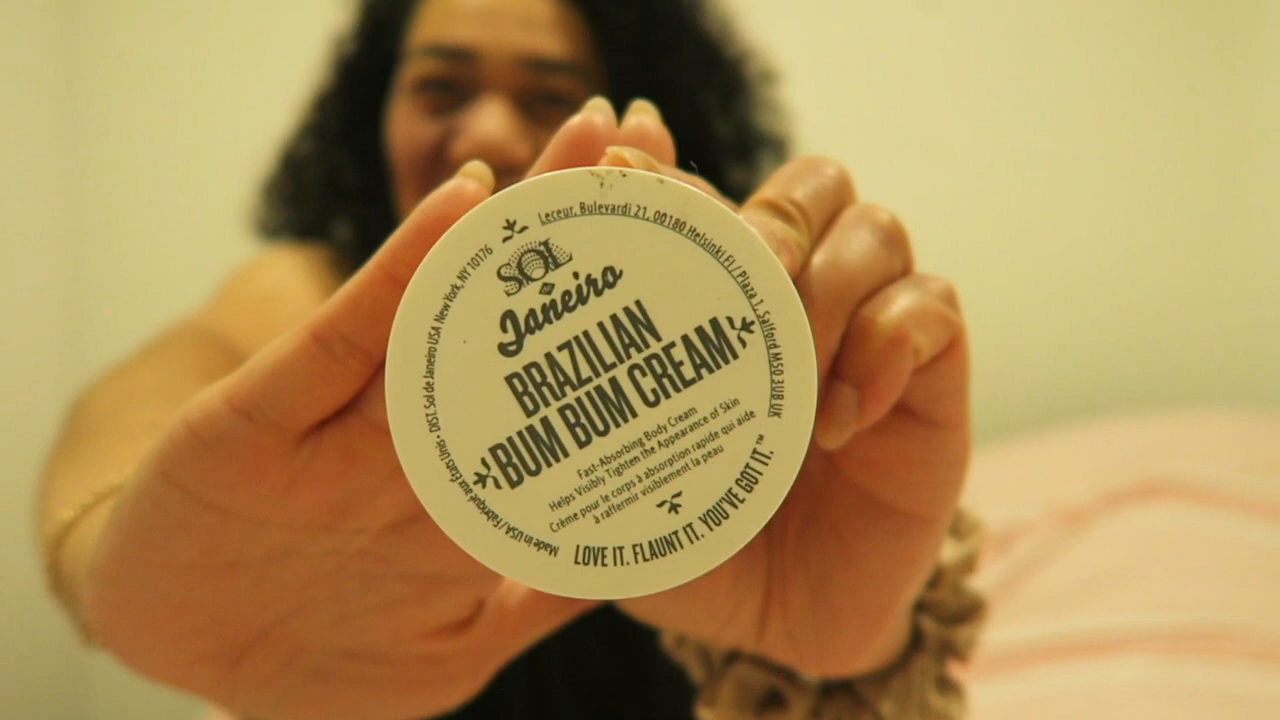 SOL
DE
Janeiro
BRAZILIAN
BUM BUM CREAM
Fast-Absorbing Body Cream
Helps Visibly Tighten the Appearance of Skin
Crème pour le corps à absorption rapide qui aide
à raffermir visiblement la peau
LOVE IT. FLAUNT IT. YOU'VE GOT IT.™
Made in USA / Fabriqué aux États Unis • DIST. Sol de Janeiro USA New York, NY 10176
Leceur, Bulevardi 21, 00180 Helsinki FI / Plaza 1, Salford M50 3UB UK